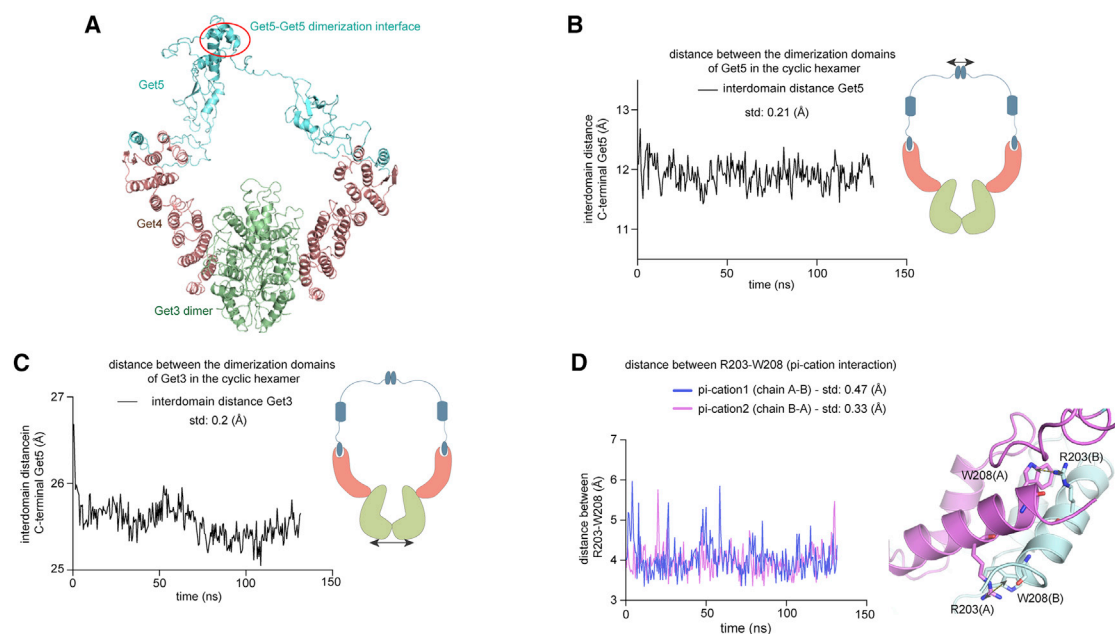 A
Get5-Get5 dimerization interface
Get5
Get4
Get3 dimer
B
distance between the dimerization domains
of Get5 in the cyclic hexamer
interdomain distance Get5
std: 0.21 (Å)
interdomain distance
C-terminal Get5 (Å)
13
12
11
0
50
100
150
time (ns)
C
distance between the dimerization domains
of Get3 in the cyclic hexamer
interdomain distance Get3
std: 0.2 (Å)
interdomain distancein
C-terminal Get5 (Å)
27
26
25
0
50
100
150
time (ns)
D
distance between R203-W208 (pi-cation interaction)
pi-cation1 (chain A-B) - std: 0.47 (Å)
pi-cation2 (chain B-A) - std: 0.33 (Å)
distance between
R203-W208 (Å)
7
6
5
4
3
0
50
100
150
time (ns)
R203(B)
W208(A)
W208(B)
R203(A)